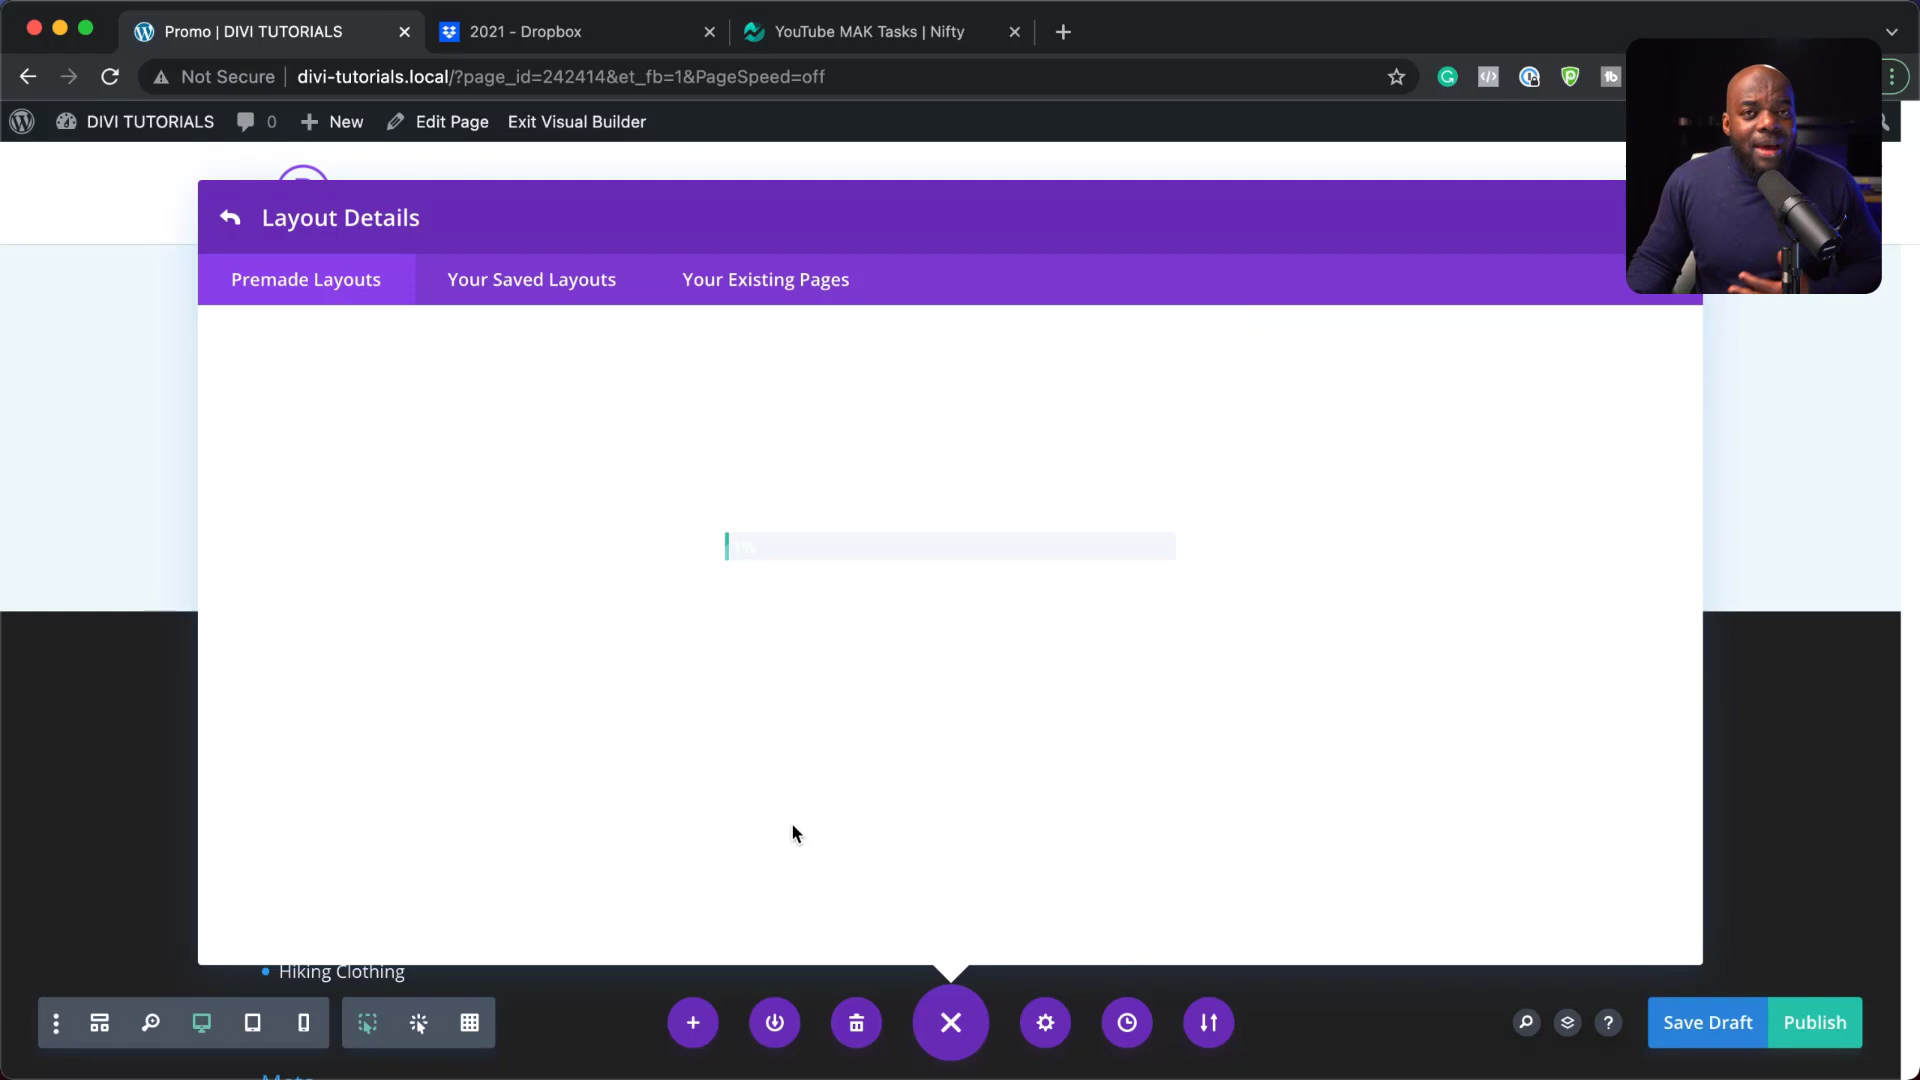 Promo | DIVI TUTORIALS
2021 - Dropbox
YouTube MAK Tasks | Nifty
Not Secure
divi-tutorials.local/?page_id=242414&et_fb=1&PageSpeed=off
DIVI TUTORIALS
0
New
Edit Page
Exit Visual Builder
Layout Details
Premade Layouts
Your Saved Layouts
Your Existing Pages
Hiking Clothing
Save Draft
Publish